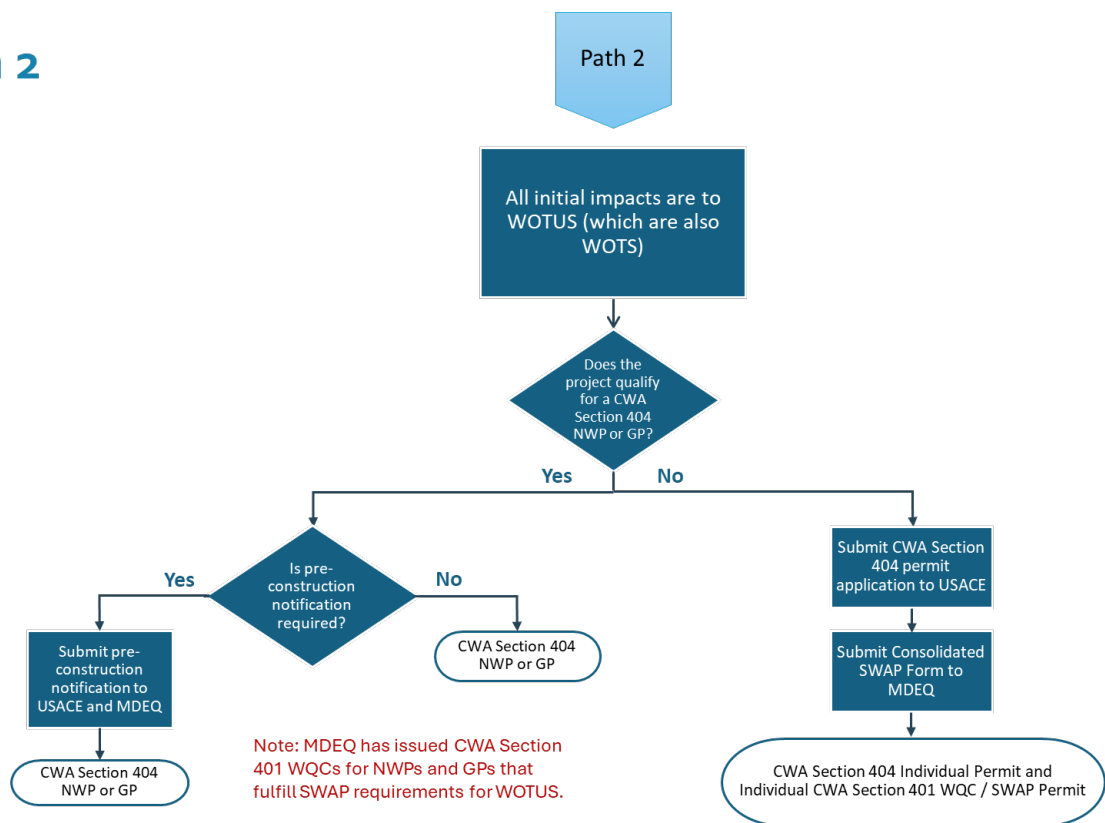 2
Path 2
All initial impacts are to
WOTUS (which are also
WOTS)
Does the
project qualify
for a CWA
Section 404
NWP or GP?
Yes
No
Is pre-
construction
notification
required?
Yes
No
Submit pre-
construction
notification to
USACE and MDEQ
CWA Section 404
NWP or GP
CWA Section 404
NWP or GP
Note: MDEQ has issued CWA Section
401 WQCs for NWPs and GPs that
fulfill SWAP requirements for WOTUS.
Submit CWA Section
404 permit
application to USACE
Submit Consolidated
SWAP Form to
MDEQ
CWA Section 404 Individual Permit and
Individual CWA Section 401 WQC / SWAP Permit